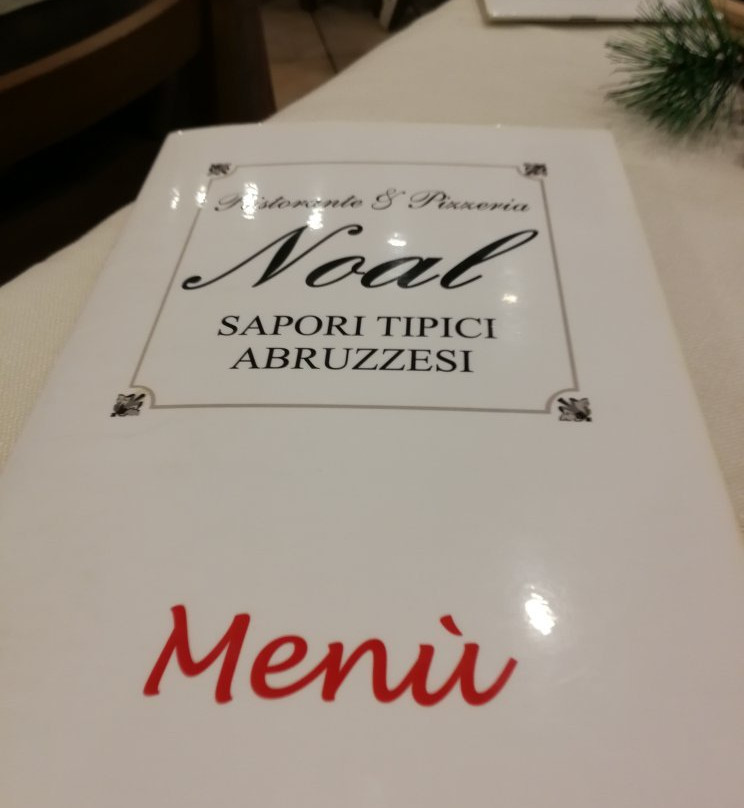 Ristorante & Pizzeria
Noal
SAPORI TIPICI
ABRUZZESI
Menù